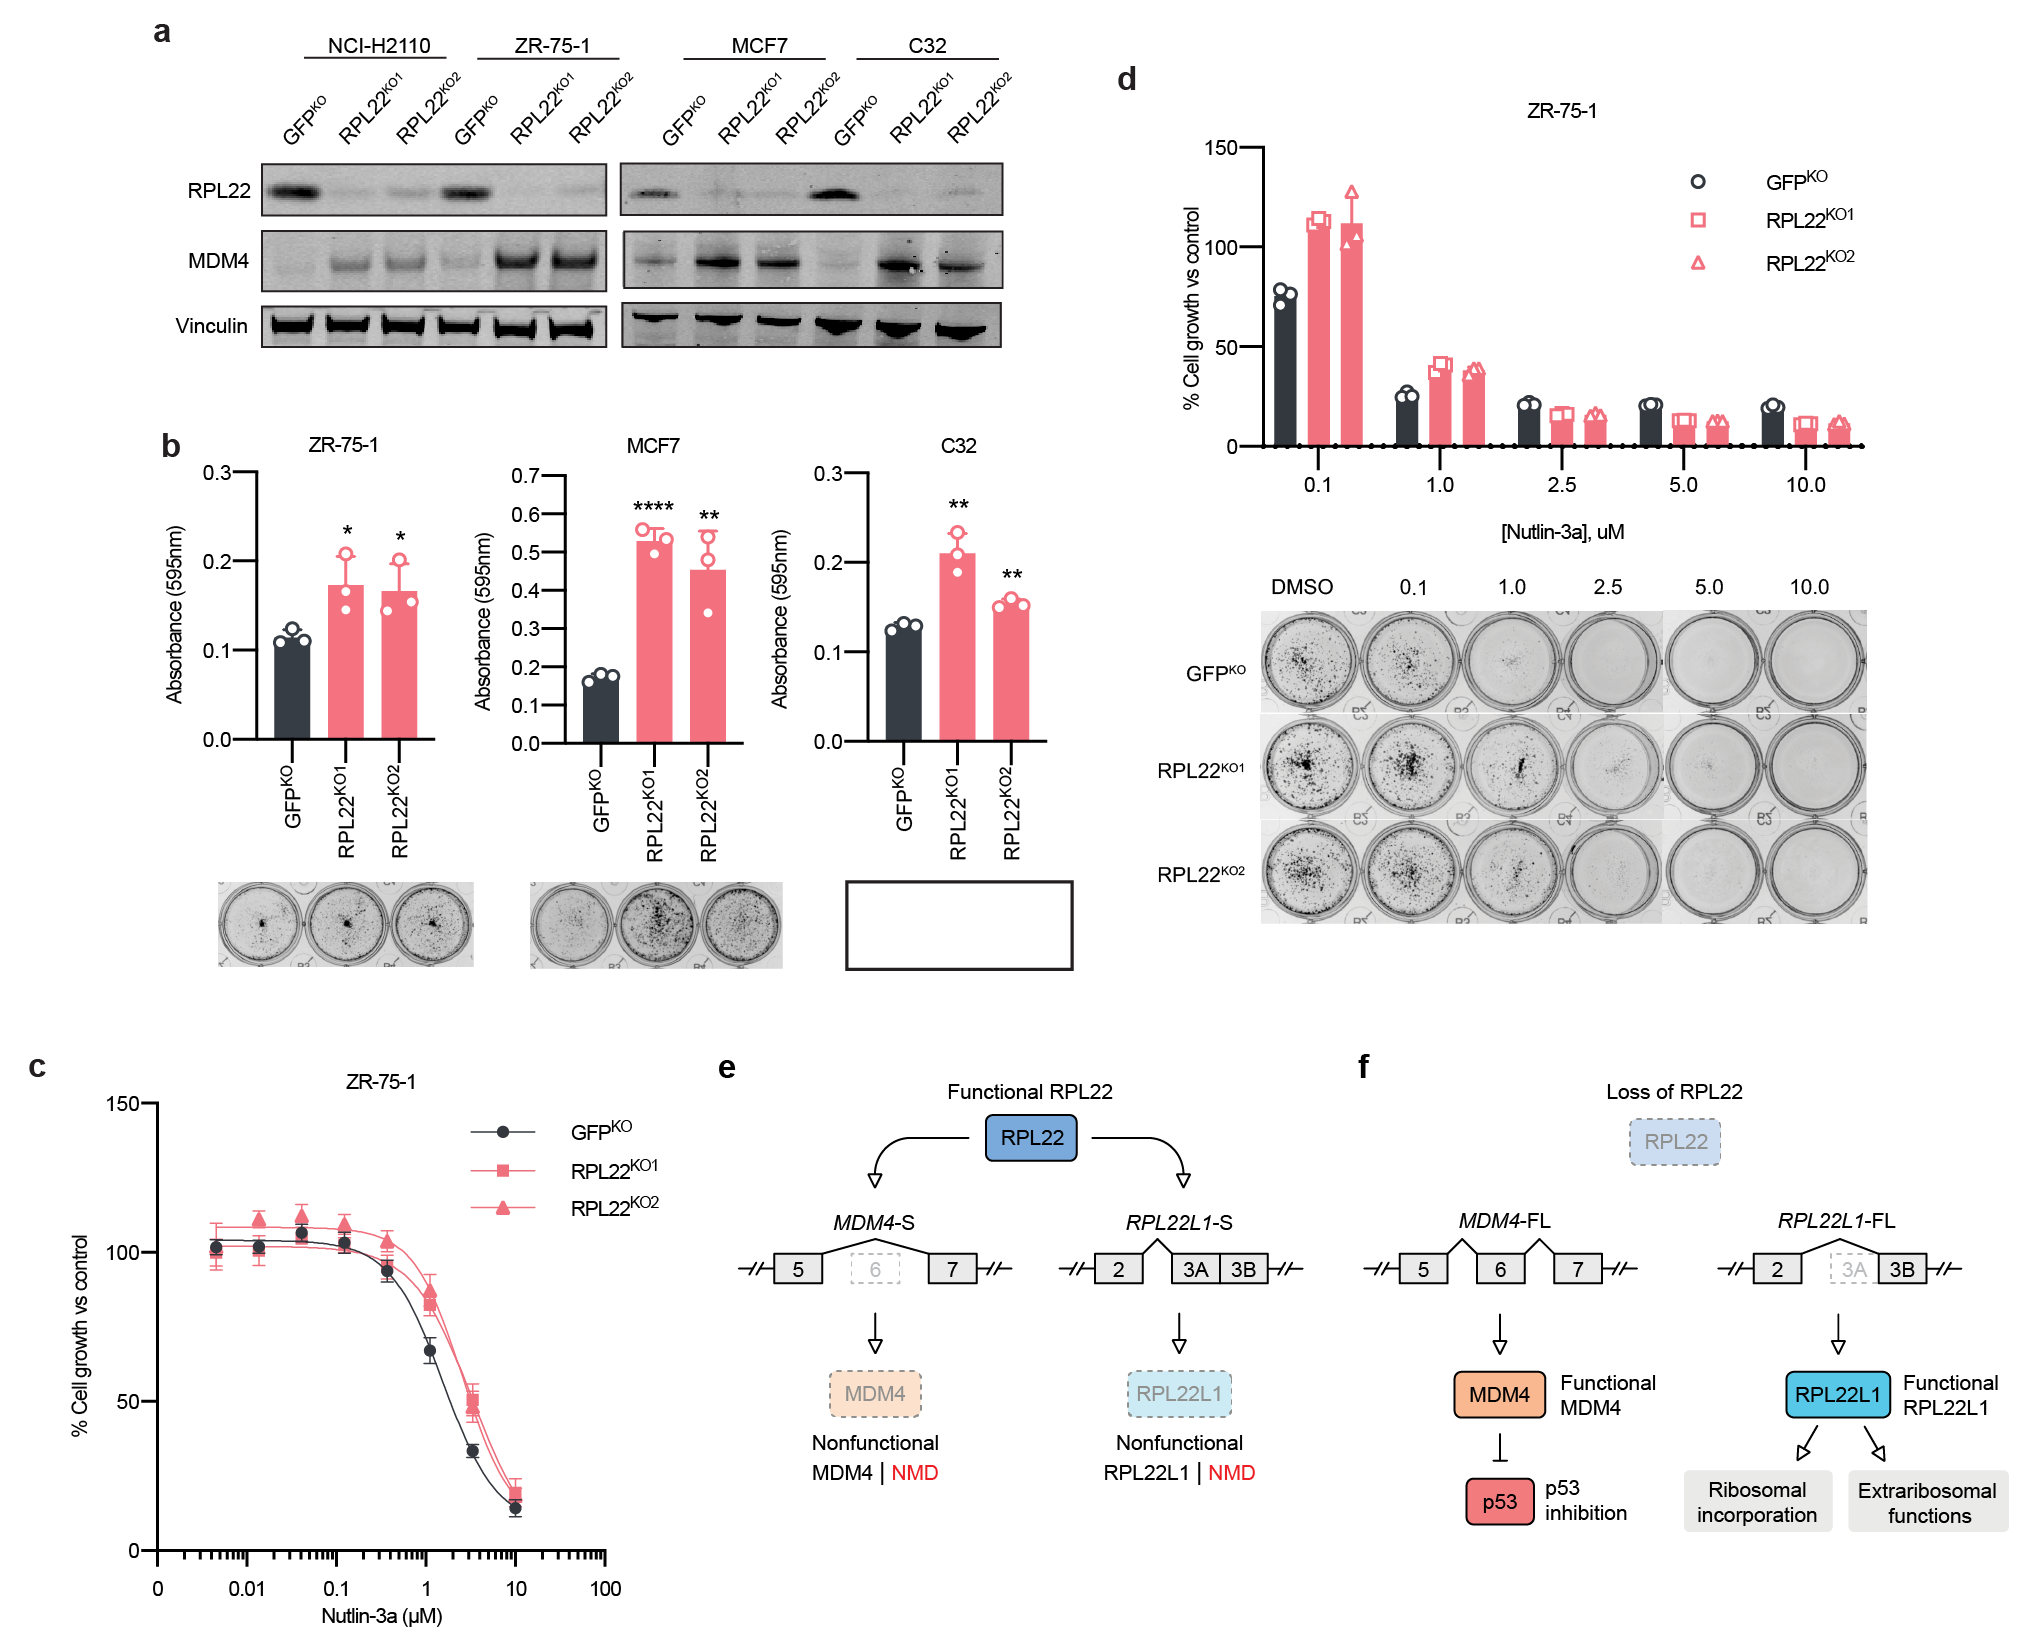 a
NCI-H2110
ZR-75-1
MCF7
C32
GFPKO
RPL22KO1
RPL22KO2
GFPKO
RPL22KO1
RPL22KO2
GFPKO
RPL22KO1
RPL22KO2
GFPKO
RPL22KO1
RPL22KO2
RPL22
MDM4
Vinculin
b
ZR-75-1
Absorbance (595nm)
0.3
0.2
0.1
0.0
*
*
GFPKO
RPL22KO1
RPL22KO2
MCF7
Absorbance (595nm)
0.7
0.6
0.5
0.4
0.3
0.2
0.1
0.0
****
**
GFPKO
RPL22KO1
RPL22KO2
C32
Absorbance (595nm)
0.3
0.2
0.1
0.0
**
**
GFPKO
RPL22KO1
RPL22KO2
c
ZR-75-1
% Cell growth vs control
150
100
50
0
GFPKO
RPL22KO1
RPL22KO2
0 0.01 0.1 1 10 100
Nutlin-3a (µM)
d
ZR-75-1
% Cell growth vs control
150
100
50
0
GFPKO
RPL22KO1
RPL22KO2
0.1 1.0 2.5 5.0 10.0
[Nutlin-3a], uM
DMSO 0.1 1.0 2.5 5.0 10.0
GFPKO
RPL22KO1
RPL22KO2
e
Functional RPL22
RPL22
MDM4-S
RPL22L1-S
5 6 7
2 3A 3B
MDM4
RPL22L1
Nonfunctional
MDM4 | NMD
Nonfunctional
RPL22L1 | NMD
f
Loss of RPL22
RPL22
MDM4-FL
RPL22L1-FL
5 6 7
2 3A 3B
MDM4
Functional
MDM4
RPL22L1
Functional
RPL22L1
p53
p53
inhibition
Ribosomal
incorporation
Extraribosomal
functions